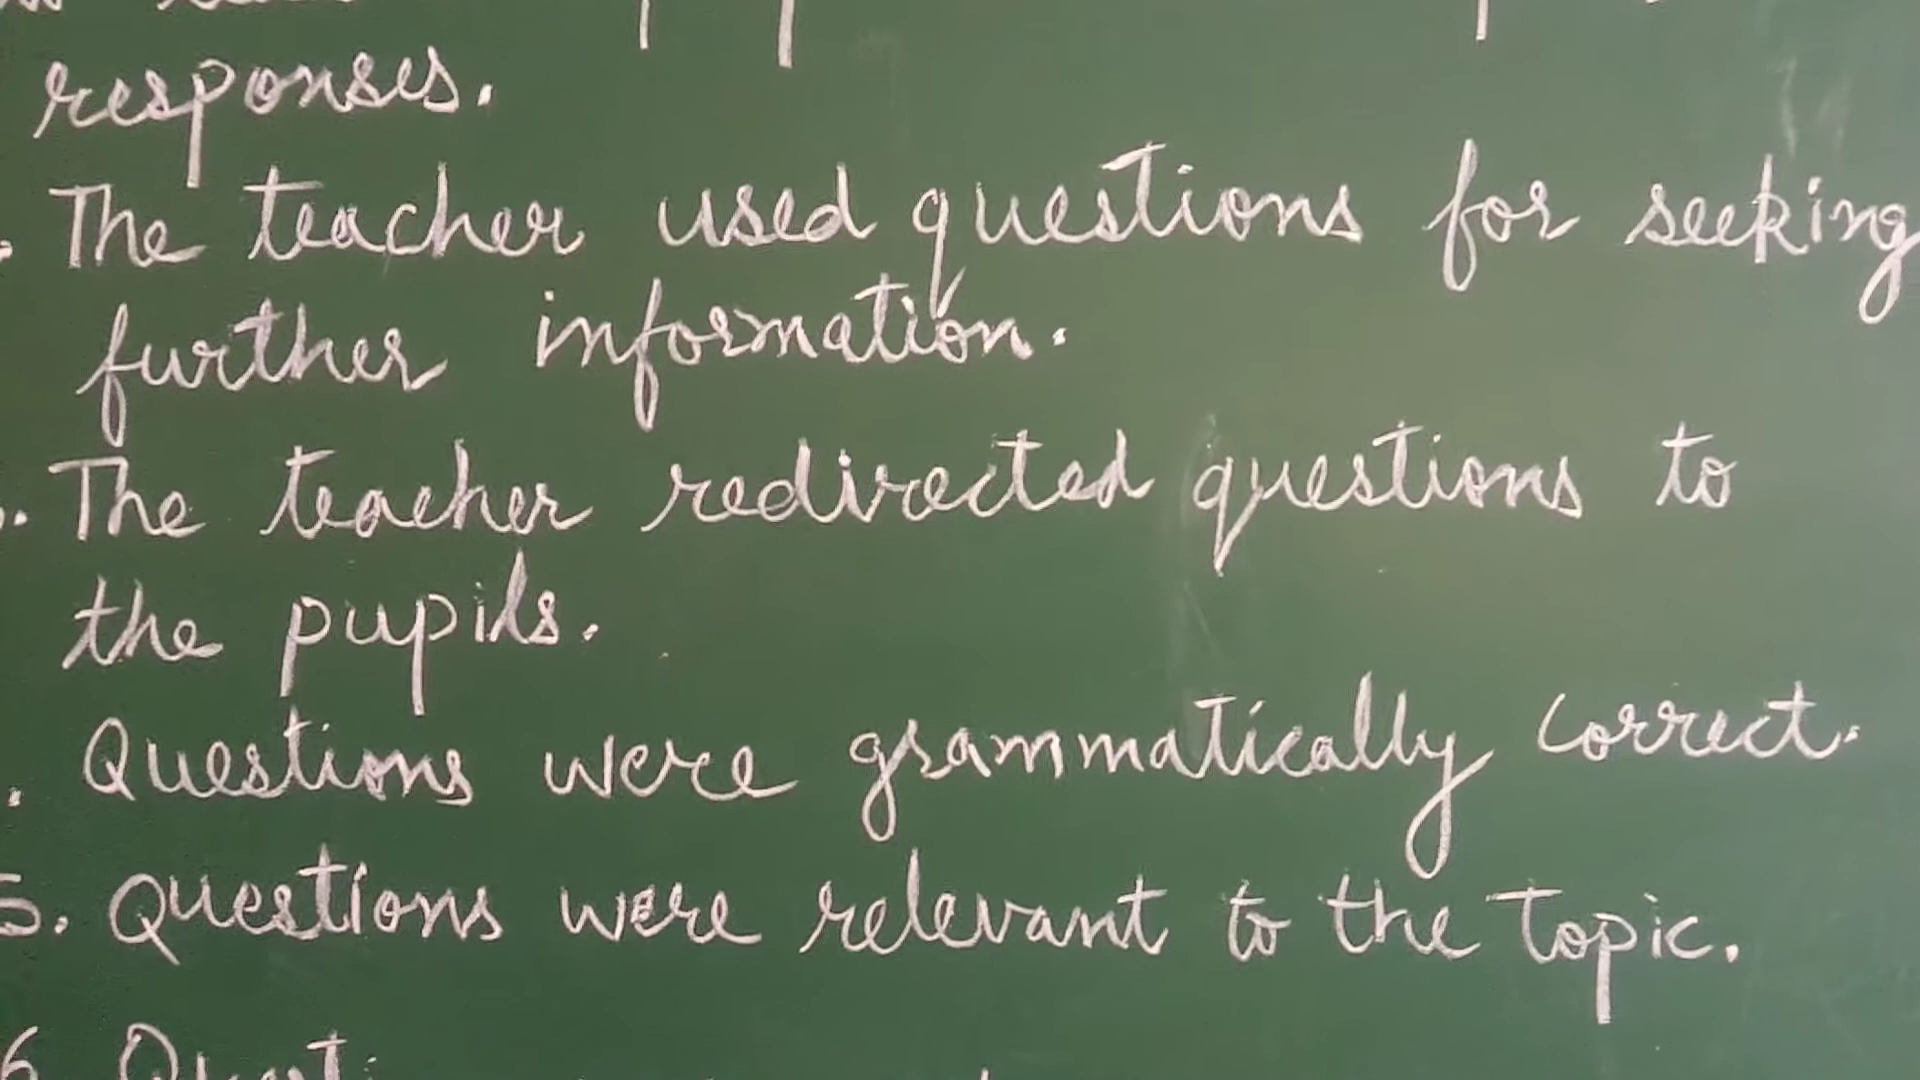 responses.
. The teacher used questions for seeking
further information.
. The teacher redirected questions to
the pupils.
. Questions were grammatically correct.
5. Questions were relevant to the topic.
6